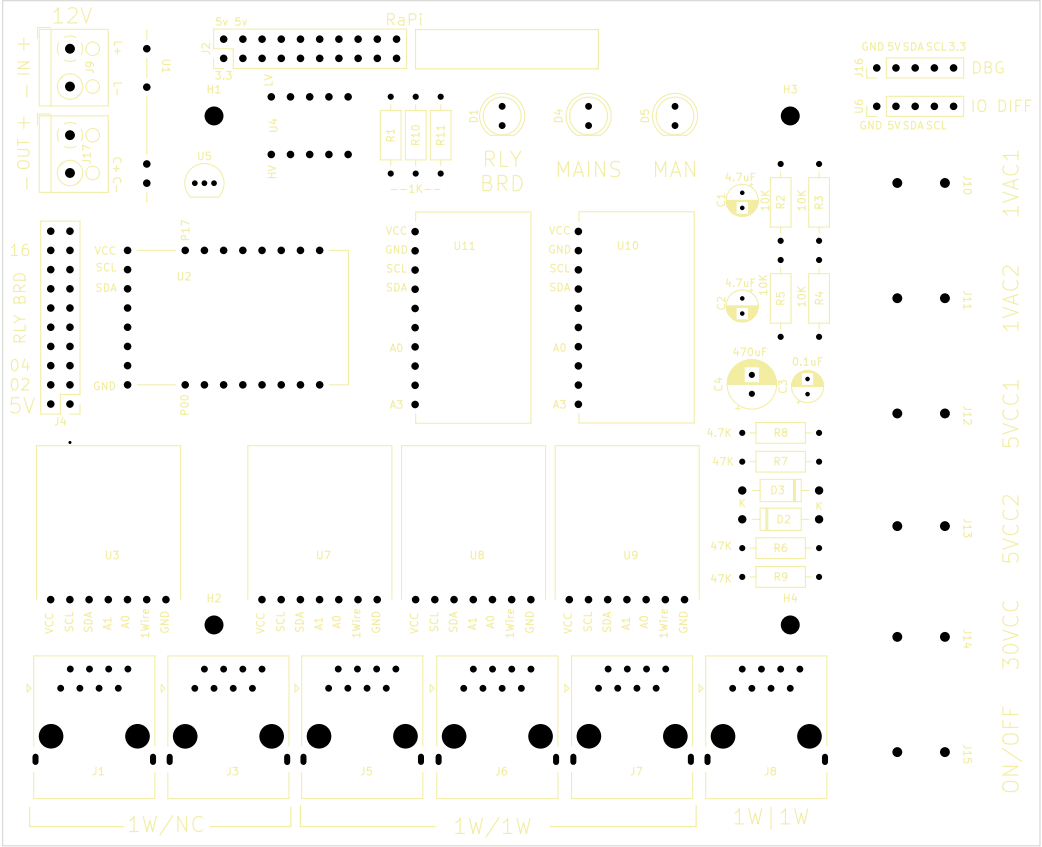 12V
RaPi
5v 5v
J2
3.3
LV
H1
U4
HV
U5
- IN +
L+
J9
L-
U1
- OUT +
J17
C+ C-
R1
R10
R11
--1K--
D1
D4
D5
RLY
BRD
MAINS
MAN
H3
GND 5V SDA SCL 3.3
J16
DBG
U6
IO DIFF
GND 5V SDA SCL
4.7uF
C1
10K
R2
10K
R3
J10
1VAC1
4.7uF
C2
10K
R5
10K
R4
J11
1VAC2
16
RLY BRD
04
02
5V
J4
VCC
SCL
SDA
GND
P17
U2
P00
VCC
GND
SCL
SDA
A0
A3
U11
VCC
GND
SCL
SDA
A0
A3
U10
470uF
C4
0.1uF
C3
J12
5VCC1
4.7K
R8
47K
R7
D3
K
K
D2
47K
R6
47K
R9
J13
5VCC2
U3
U7
U8
U9
VCC SCL SDA A1 A0 1Wire GND
VCC SCL SDA A1 A0 1Wire GND
VCC SCL SDA A1 A0 1Wire GND
VCC SCL SDA A1 A0 1Wire GND
H2
H4
J14
30VCC
J1
J3
J5
J6
J7
J8
J15
ON/OFF
1W/NC
1W/1W
1W|1W